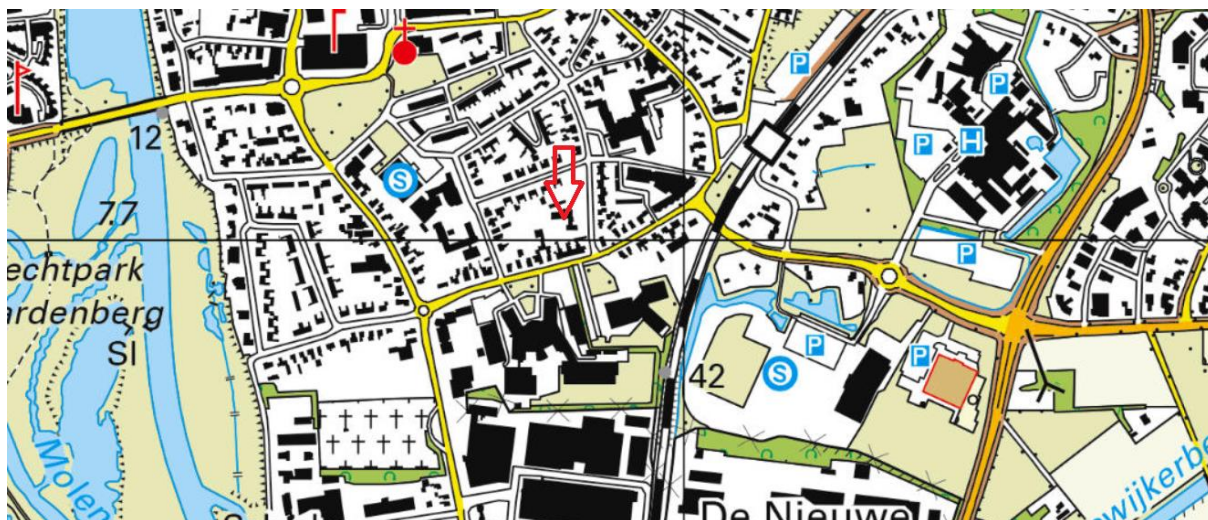 P
P
H
P
12
S
7.7
P
echtpark
ardenberg
Sl
P
P
42
S
Molen
wijkerbe
De Nieuwe